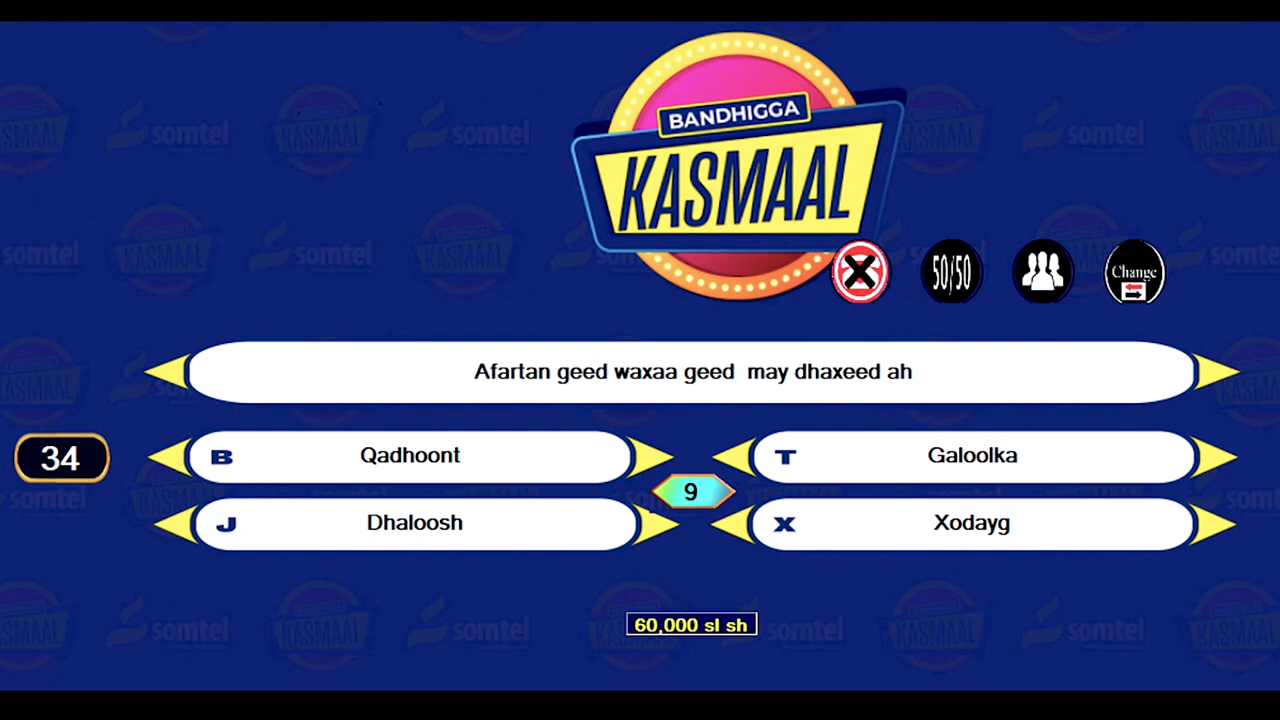 BANDHIGGA
KASMAAL
50/50
Change
Afartan geed waxaa geed may dhaxeed ah
34
B Qadhoont
T Galoolka
9
J Dhaloosh
X Xodayg
60,000 sl sh
somtel